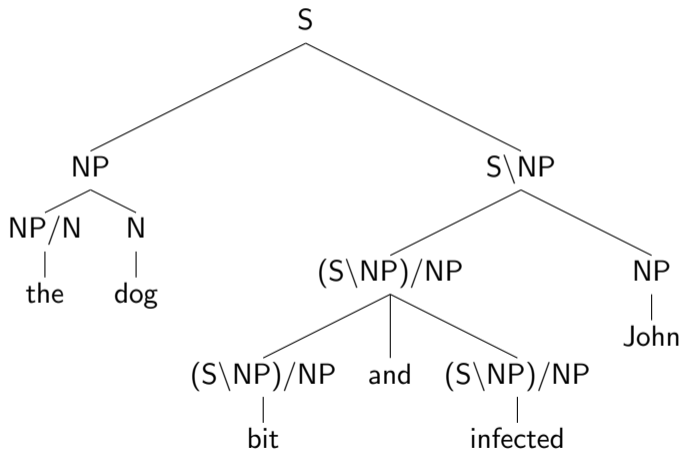 S
NP S\NP
NP/N N
(S\NP)/NP NP
the dog
John
(S\NP)/NP and (S\NP)/NP
bit infected